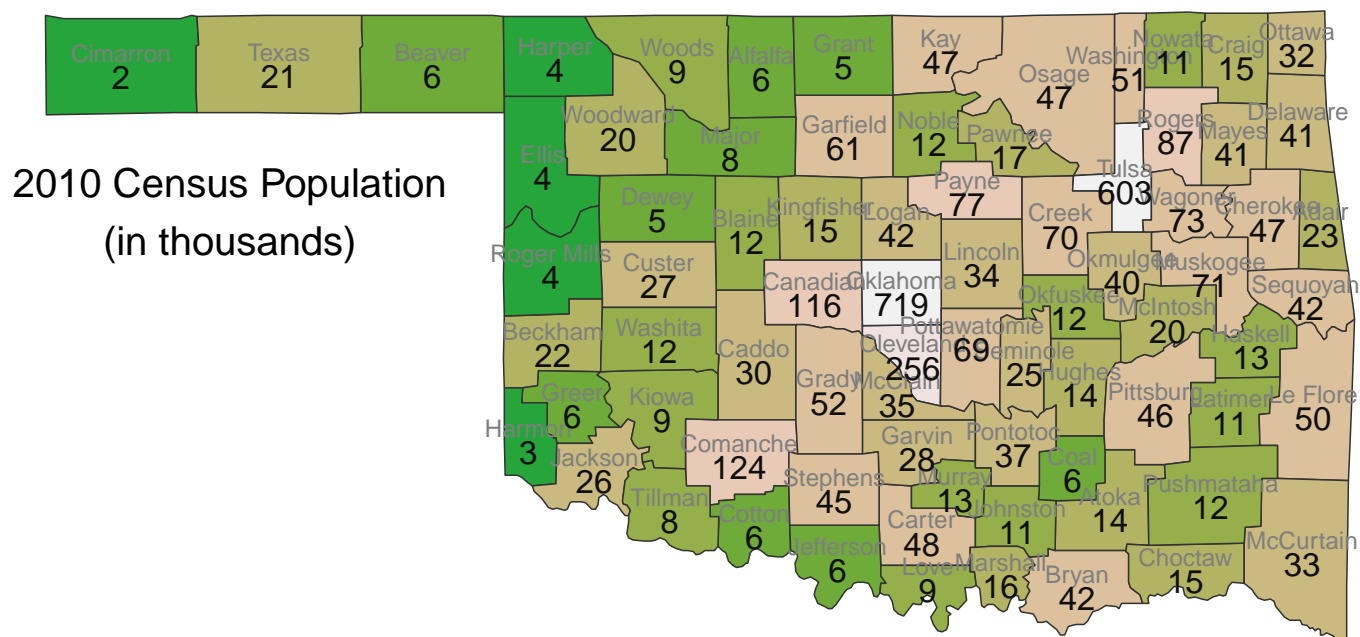 Cimarron
2
Texas
21
Beaver
6
Harper
4
Woods
9
Alfalfa
6
Grant
5
Kay
47
Osage
47
Washington
51
Nowata
11
Craig
15
Ottawa
32
Woodward
20
Major
8
Garfield
61
Noble
12
Pawnee
17
Rogers
87
Mayes
41
Delaware
41
Ellis
4
2010 Census Population
(in thousands)
Dewey
5
Blaine
12
Kingfisher
15
Logan
42
Payne
77
Creek
70
Tulsa
603
Wagoner
73
Cherokee
47
Adair
23
Roger Mills
4
Custer
27
Canadian
116
Oklahoma
719
Lincoln
34
Okfuskee
12
Okmulgee
40
Muskogee
71
McIntosh
20
Sequoyah
42
Beckham
22
Washita
12
Caddo
30
Grady
52
McClain
35
Cleveland
256
Pottawatomie
69
Seminole
25
Hughes
14
Pittsburg
46
Haskell
13
Latimer
11
Le Flore
50
Greer
6
Kiowa
9
Harmon
3
Jackson
26
Comanche
124
Stephens
45
Garvin
28
Murray
13
Pontotoc
37
Coal
6
Atoka
14
Pushmataha
12
McCurtain
33
Tillman
8
Cotton
6
Jefferson
6
Carter
48
Love
9
Johnston
11
Marshall
16
Bryan
42
Choctaw
15